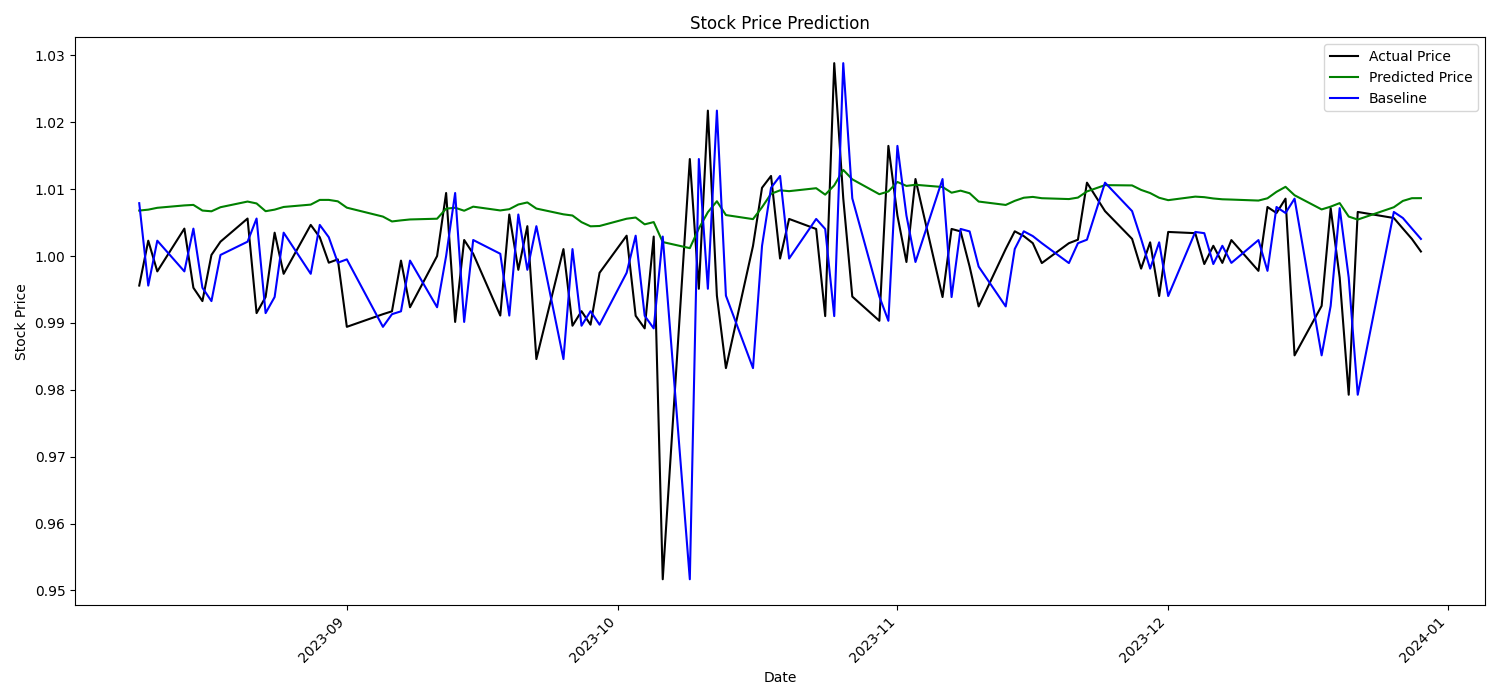 Stock Price Prediction
Actual Price
Predicted Price
Baseline
1.03
1.02
1.01
1.00
0.99
0.98
0.97
0.96
0.95
Stock Price
2023-09
2023-10
2023-11
2023-12
2024-01
Date